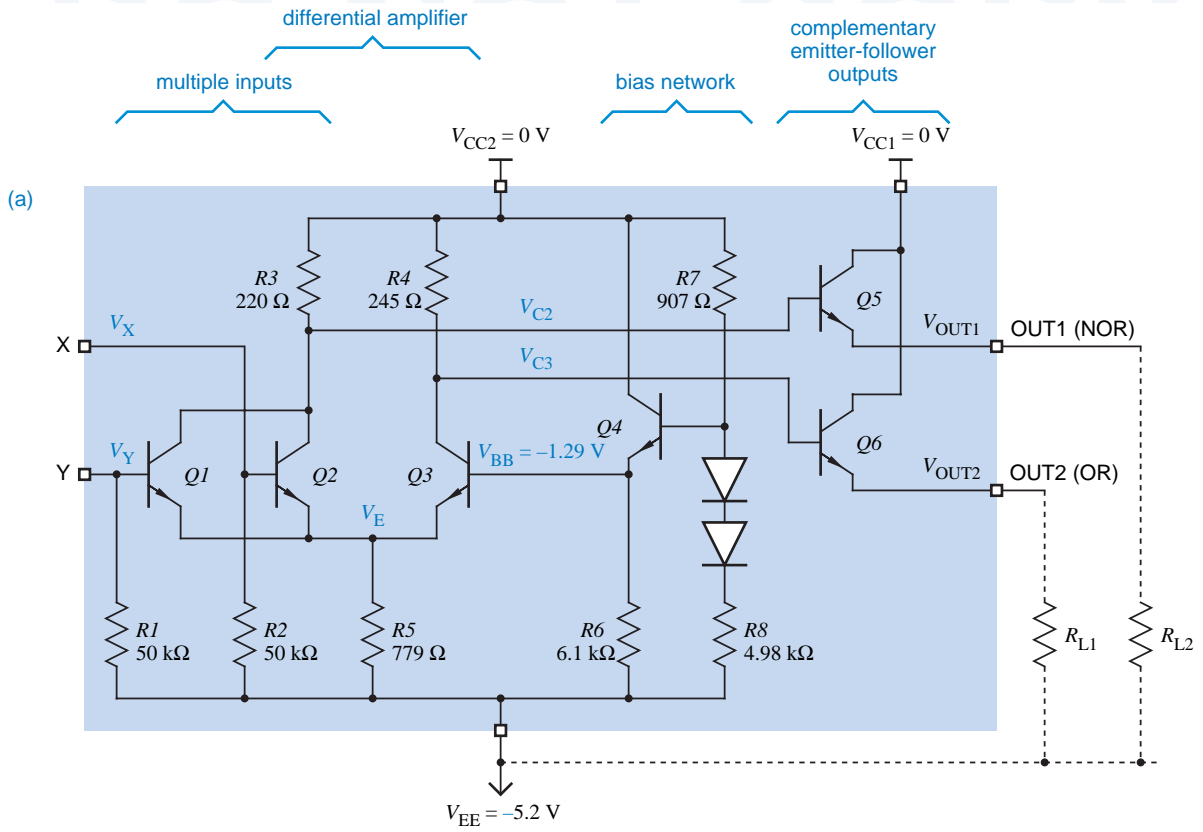 differential amplifier
complementary
emitter-follower
outputs
multiple inputs
bias network
VCC2 = 0 V
VCC1 = 0 V
(a)
R3
220 Ω
R4
245 Ω
R7
907 Ω
Q5
VX
VC2
VOUT1
OUT1 (NOR)
X
VC3
Q4
Q6
VY
VBB = –1.29 V
Y
Q1
Q2
Q3
VOUT2
OUT2 (OR)
VE
R1
50 kΩ
R2
50 kΩ
R5
779 Ω
R6
6.1 kΩ
R8
4.98 kΩ
RL1
RL2
VEE = –5.2 V